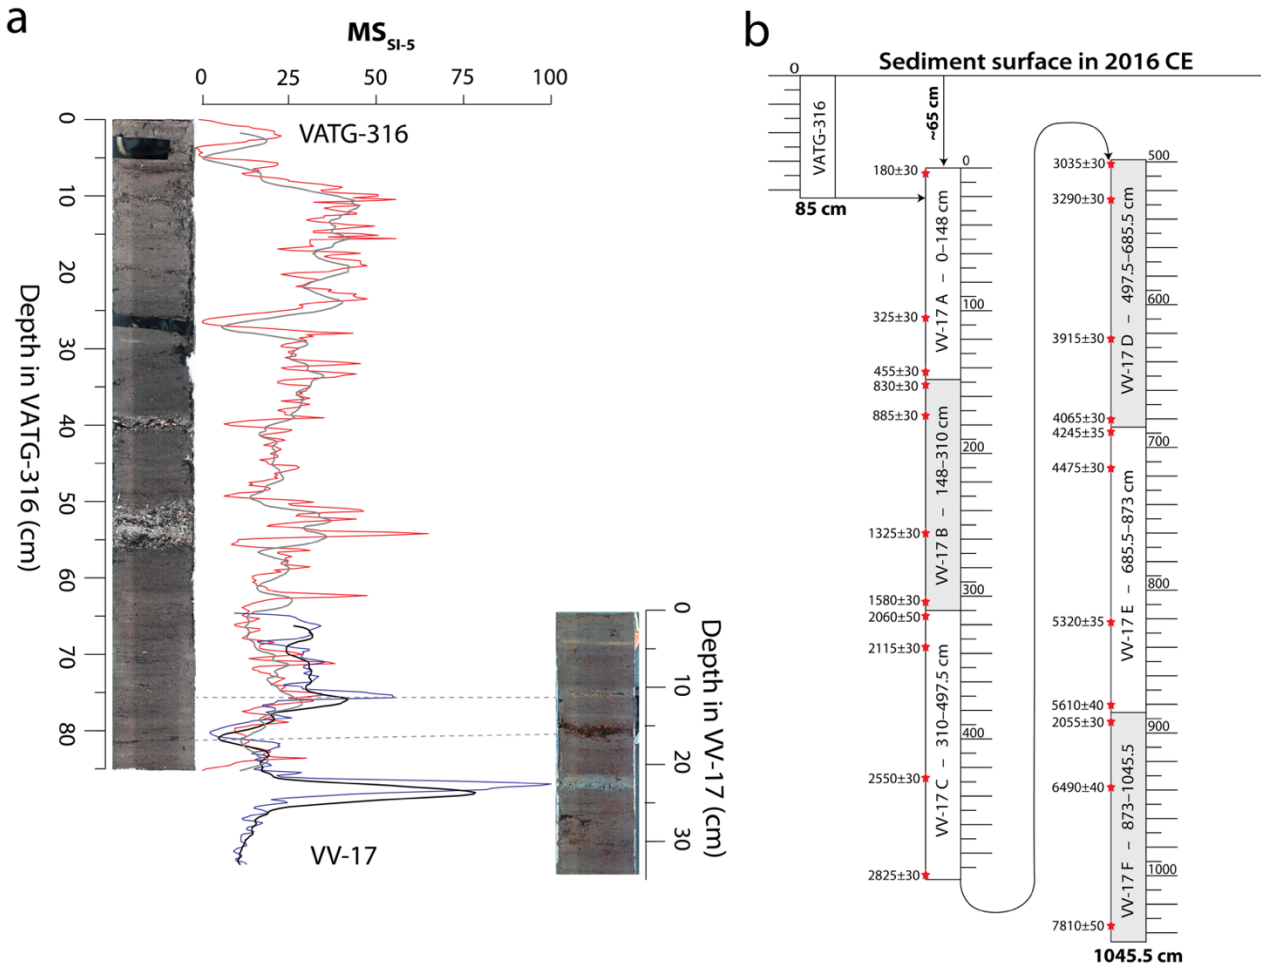 a
MS SI-5
0 25 50 75 100
VATG-316
Depth in VATG-316 (cm)
0
10
20
30
40
50
60
70
80
VV-17
Depth in VV-17 (cm)
0
10
20
30
b
Sediment surface in 2016 CE
0
VATG-316
85 cm
~65 cm
0
100
200
300
400
180±30
325±30
455±30
830±30
885±30
1325±30
1580±30
2060±50
2115±30
2550±30
2825±30
VV-17 A – 0–148 cm
VV-17 B – 148–310 cm
VV-17 C – 310–497.5 cm
3035±30
3290±30
3915±30
4065±30
4245±35
4475±30
5320±35
5610±40
2055±30
6490±40
7810±50
VV-17 D – 497.5–685.5 cm
VV-17 E – 685.5–873 cm
VV-17 F – 873–1045.5
500
600
700
800
900
1000
1045.5 cm